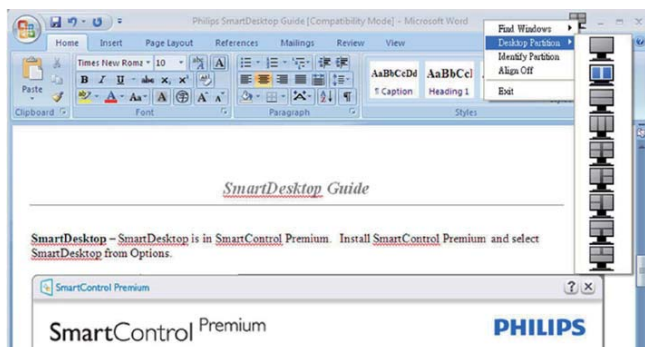 Philips SmartDesktop Guide [Compatibility Mode] - Microsoft Word
Home Insert Page Layout References Mailings Review View
Find Windows
Desktop Partition
Identify Partition
Align Off
Exit
Paste
Times New Roma 10
B I U abc x, x²
Aa A A A
AaBbCcDd AaBbCcI
¶ Caption Heading 1
Clipboard Font Paragraph Styles
SmartDesktop Guide
SmartDesktop – SmartDesktop is in SmartControl Premium. Install SmartControl Premium and select
SmartDesktop from Options.
SmartControl Premium
SmartControl Premium PHILIPS